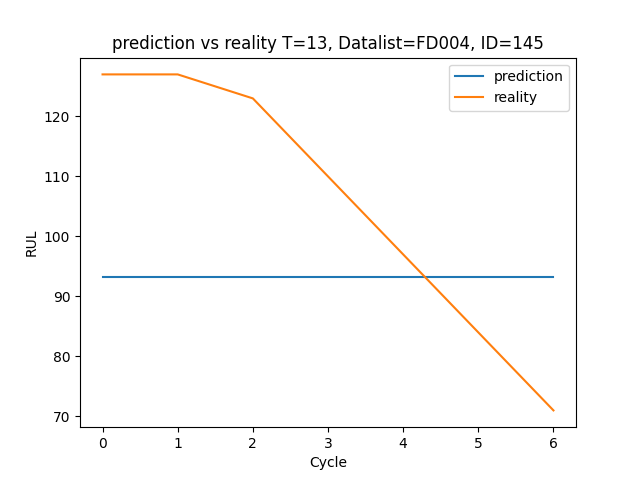 prediction vs reality T=13, Datalist=FD004, ID=145
prediction
reality
120
110
100
90
80
70
RUL
0 1 2 3 4 5 6
Cycle